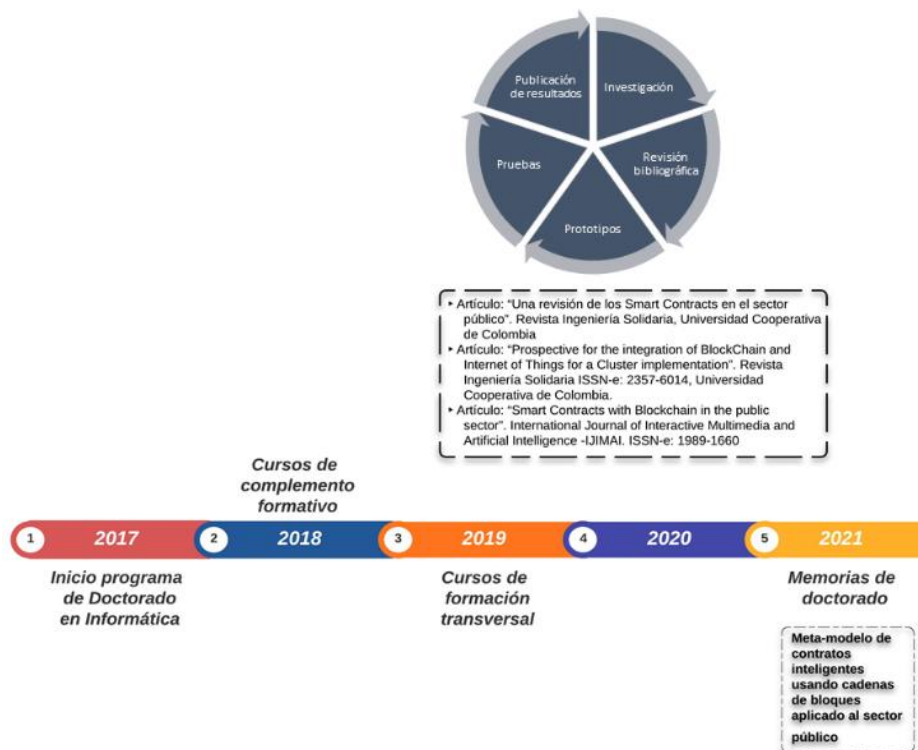 Publicación
de resultados
Investigación
Revisión
bibliográfica
Prototipos
Pruebas
‣ Artículo: “Una revisión de los Smart Contracts en el sector
público”. Revista Ingeniería Solidaria, Universidad Cooperativa
de Colombia
‣ Artículo: “Prospective for the integration of BlockChain and
Internet of Things for a Cluster implementation”. Revista
Ingeniería Solidaria ISSN-e: 2357-6014, Universidad
Cooperativa de Colombia.
‣ Artículo: “Smart Contracts with Blockchain in the public
sector”. International Journal of Interactive Multimedia and
Artificial Intelligence -IJIMAI. ISSN-e: 1989-1660
Cursos de
complemento
formativo
1 2017 2 2018 3 2019 4 2020 5 2021
Inicio programa
de Doctorado
en Informática
Cursos de
formación
transversal
Memorias de
doctorado
Meta-modelo de
contratos
inteligentes
usando cadenas
de bloques
aplicado al sector
público